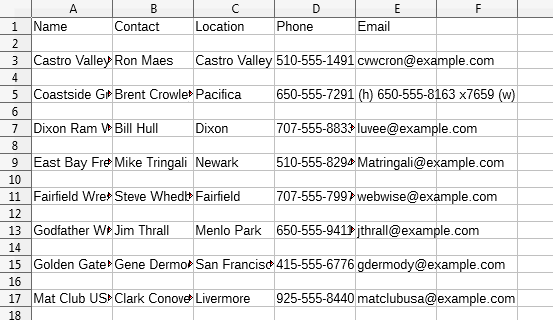 A B C D E F
1 Name Contact Location Phone Email
2
3 Castro Valley Ron Maes Castro Valley 510-555-1491 cvwcron@example.com
4
5 Coastside Brent Crowle Pacifica 650-555-7291 (h) 650-555-8163 x7659 (w)
6
7 Dixon Ram Bill Hull Dixon 707-555-8833 luvee@example.com
8
9 East Bay Fre Mike Tringali Newark 510-555-8294 Matringali@example.com
10
11 Fairfield Wre Steve Whedb Fairfield 707-555-7997 webwise@example.com
12
13 Godfather Jim Thrall Menlo Park 650-555-9411 jthrall@example.com
14
15 Golden Gate Gene Dermo San Francisc 415-555-6776 gdermody@example.com
16
17 Mat Club US Clark Conove Livermore 925-555-8440 matclubusa@example.com
18